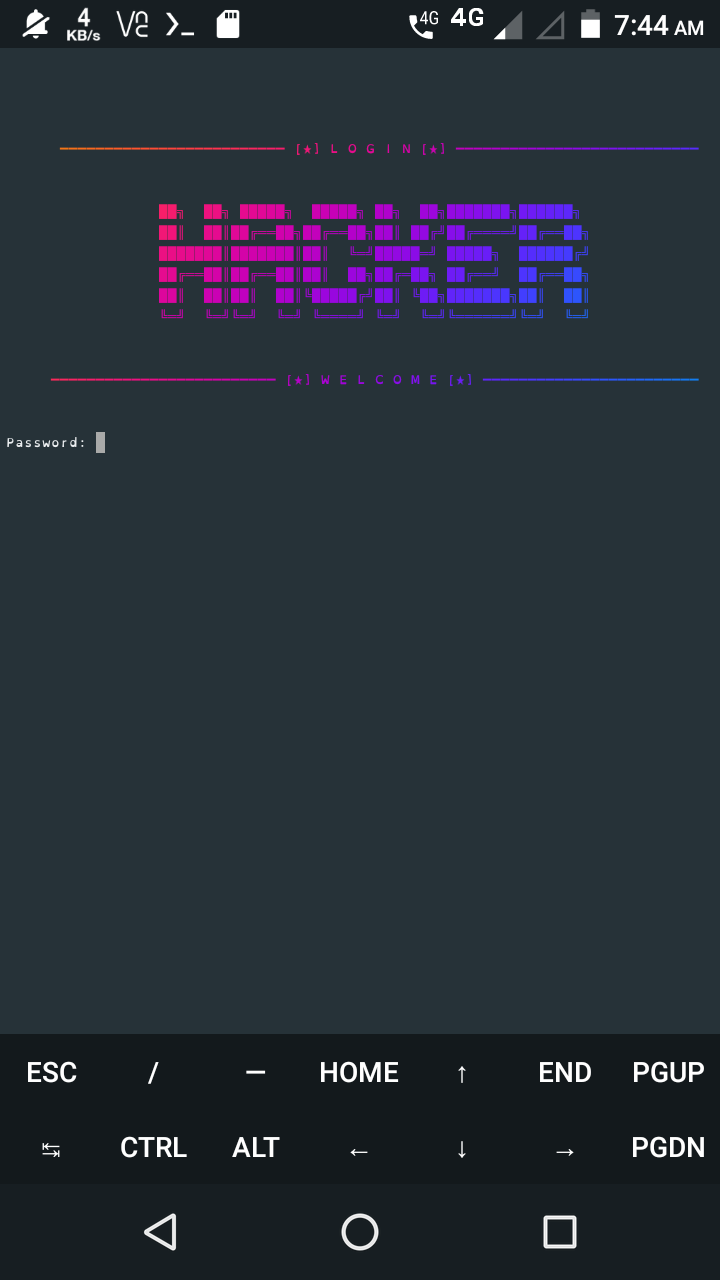 4 KB/s 4G 4G 7:44 AM
[★] L O G I N [★]
HACKER
[★] W E L C O M E [★]
Password:
ESC / — HOME ↑ END PGUP
↹ CTRL ALT ← ↓ → PGDN